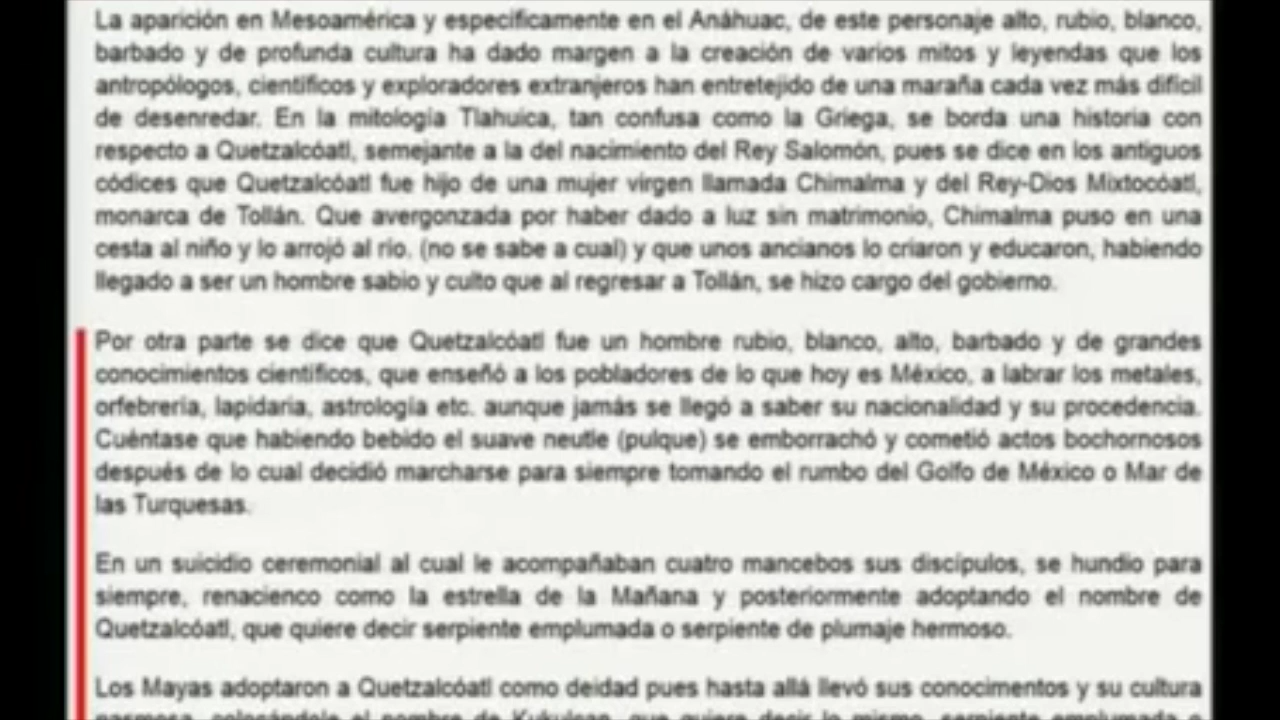 La aparición en Mesoamérica y específicamente en el Anáhuac, de este personaje alto, rubio, blanco,
barbado y de profunda cultura ha dado margen a la creación de varios mitos y leyendas que los
antropólogos, científicos y exploradores extranjeros han entretejido de una maraña cada vez más difícil
de desenredar. En la mitología Tlahuica, tan confusa como la Griega, se borda una historia con
respecto a Quetzalcóatl, semejante a la del nacimiento del Rey Salomón, pues se dice en los antiguos
códices que Quetzalcóatl fue hijo de una mujer virgen llamada Chimalma y del Rey-Dios Mixtocóatl,
monarca de Tollán. Que avergonzada por haber dado a luz sin matrimonio, Chimalma puso en una
cesta al niño y lo arrojó al río. (no se sabe a cual) y que unos ancianos lo criaron y educaron, habiendo
llegado a ser un hombre sabio y culto que al regresar a Tollán, se hizo cargo del gobierno.
Por otra parte se dice que Quetzalcóatl fue un hombre rubio, blanco, alto, barbado y de grandes
conocimientos científicos, que enseñó a los pobladores de lo que hoy es México, a labrar los metales,
orfebrería, lapidaria, astrología etc. aunque jamás se llegó a saber su nacionalidad y su procedencia.
Cuéntase que habiendo bebido el suave neutle (pulque) se emborrachó y cometió actos bochornosos
después de lo cual decidió marcharse para siempre tomando el rumbo del Golfo de México o Mar de
las Turquesas.
En un suicidio ceremonial al cual le acompañaban cuatro mancebos sus discípulos, se hundio para
siempre, renacienco como la estrella de la Mañana y posteriormente adoptando el nombre de
Quetzalcóatl, que quiere decir serpiente emplumada o serpiente de plumaje hermoso.
Los Mayas adoptaron a Quetzalcóatl como deidad pues hasta allá llevó sus conocimentos y su cultura
pasmosa, colocándole el nombre de Kukulcan, que quiere decir lo mismo, serpiente emplumada o